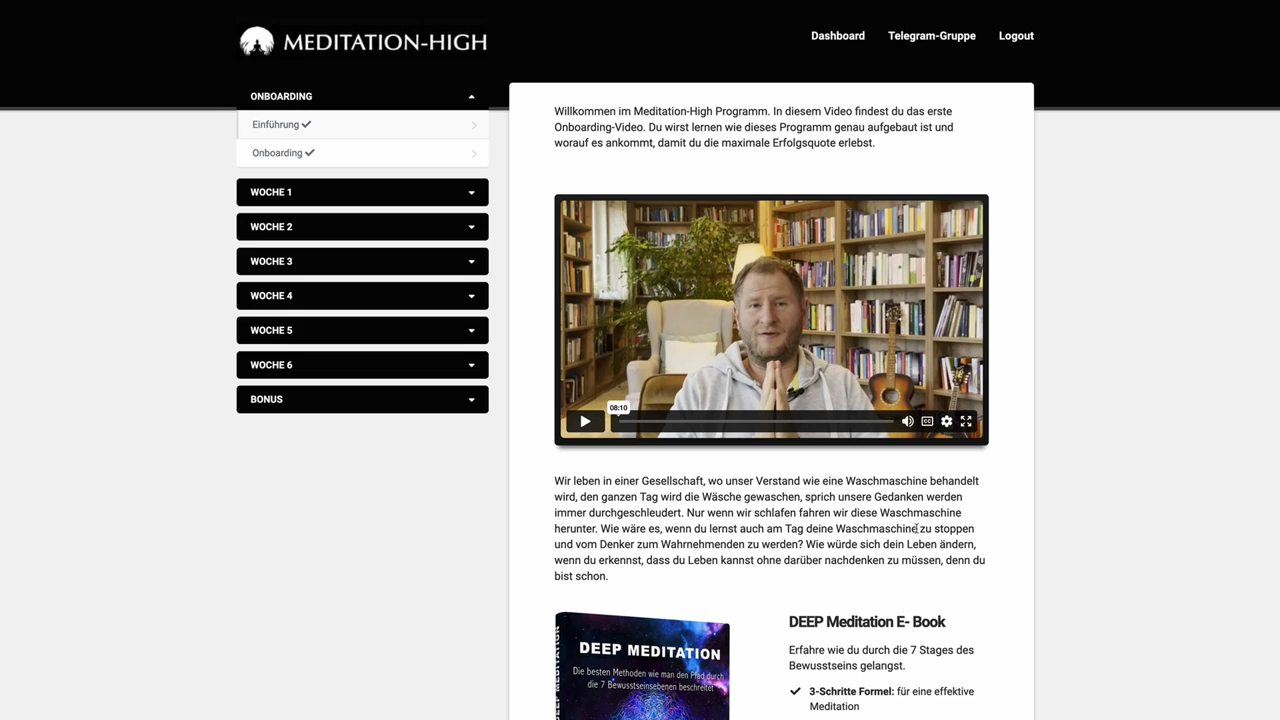 MEDITATION-HIGH
Dashboard Telegram-Gruppe Logout
ONBOARDING
Einführung
Onboarding
WOCHE 1
WOCHE 2
WOCHE 3
WOCHE 4
WOCHE 5
WOCHE 6
BONUS
Willkommen im Meditation-High Programm. In diesem Video findest du das erste
Onboarding-Video. Du wirst lernen wie dieses Programm genau aufgebaut ist und
worauf es ankommt, damit du die maximale Erfolgsquote erlebst.
08:10
CC
Wir leben in einer Gesellschaft, wo unser Verstand wie eine Waschmaschine behandelt
wird, den ganzen Tag wird die Wäsche gewaschen, sprich unsere Gedanken werden
immer durchgeschleudert. Nur wenn wir schlafen fahren wir diese Waschmaschine
herunter. Wie wäre es, wenn du lernst auch am Tag deine Waschmaschine zu stoppen
und vom Denker zum Wahrnehmenden zu werden? Wie würde sich dein Leben ändern,
wenn du erkennst, dass du Leben kannst ohne darüber nachdenken zu müssen, denn du
bist schon.
DEEP MEDITATION
Die besten Methoden wie man den Pfad durch
die 7 Bewusstseinsebenen beschreitet
DEEP MEDITATION
DEEP Meditation E- Book
Erfahre wie du durch die 7 Stages des
Bewusstseins gelangst.
3-Schritte Formel: für eine effektive
Meditation